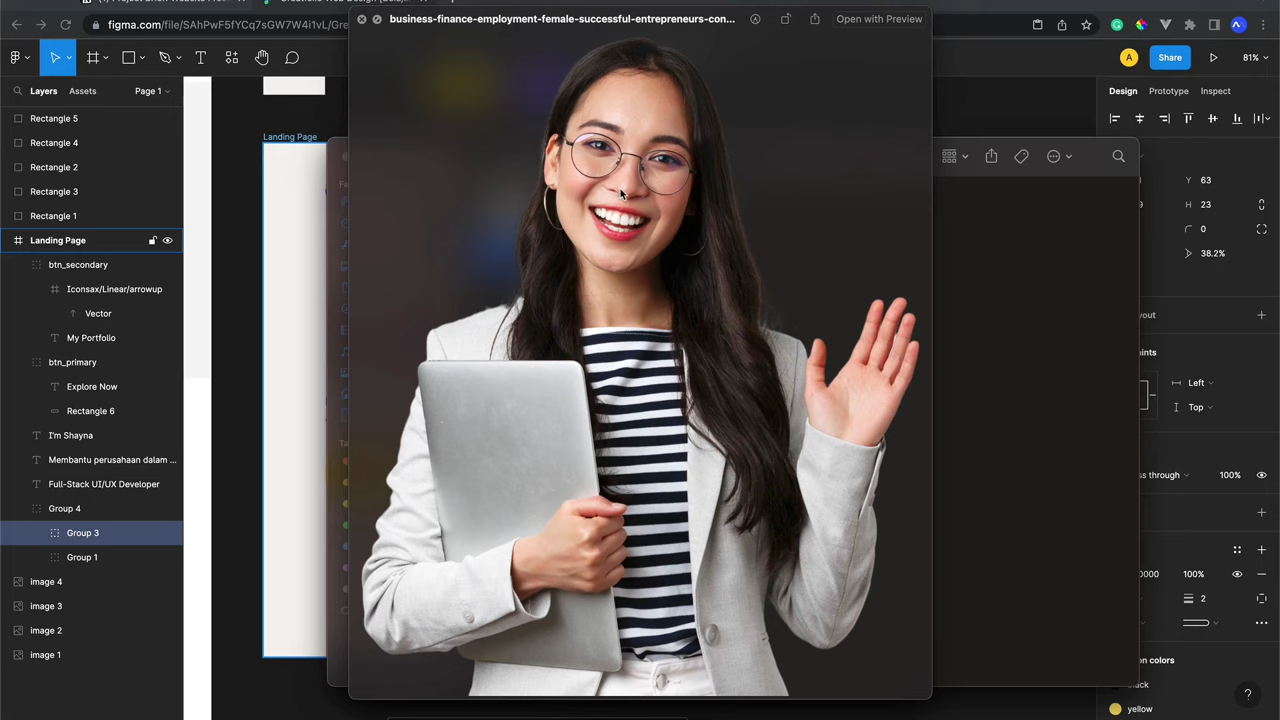 figma.com/file/SAhPwF5fYCq7sGW7W4i1vL/Gre
business-finance-employment-female-successful-entrepreneurs-con...
Open with Preview
A
Share
81%
Layers
Assets
Page 1
Design
Prototype
Inspect
Rectangle 5
Rectangle 4
Rectangle 2
Rectangle 3
Rectangle 1
Landing Page
btn_secondary
Iconsax/Linear/arrowup
Vector
My Portfolio
btn_primary
Explore Now
Rectangle 6
I'm Shayna
Membantu perusahaan dalam ...
Full-Stack UI/UX Developer
Group 4
Group 3
Group 1
image 4
image 3
image 2
image 1
Landing Page
Y 63
H 23
0
38.2%
Left
Top
100%
100%
2
yellow
?